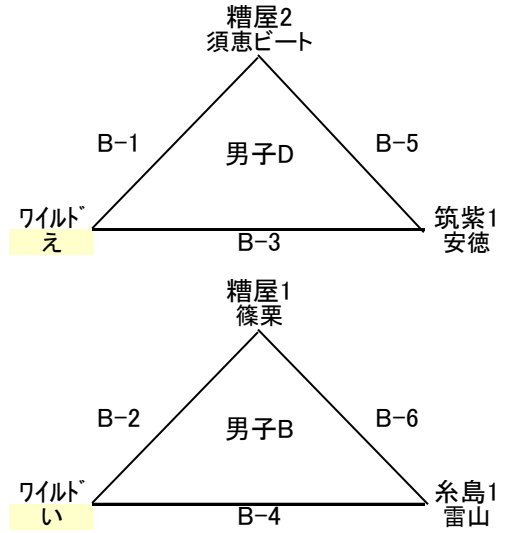 糟屋2
須恵ビート
B-1
男子D
B-5
ﾜｲﾙﾄﾞ
え
B-3
筑紫1
安徳
糟屋1
篠栗
B-2
男子B
B-6
ﾜｲﾙﾄﾞ
い
B-4
糸島1
雷山